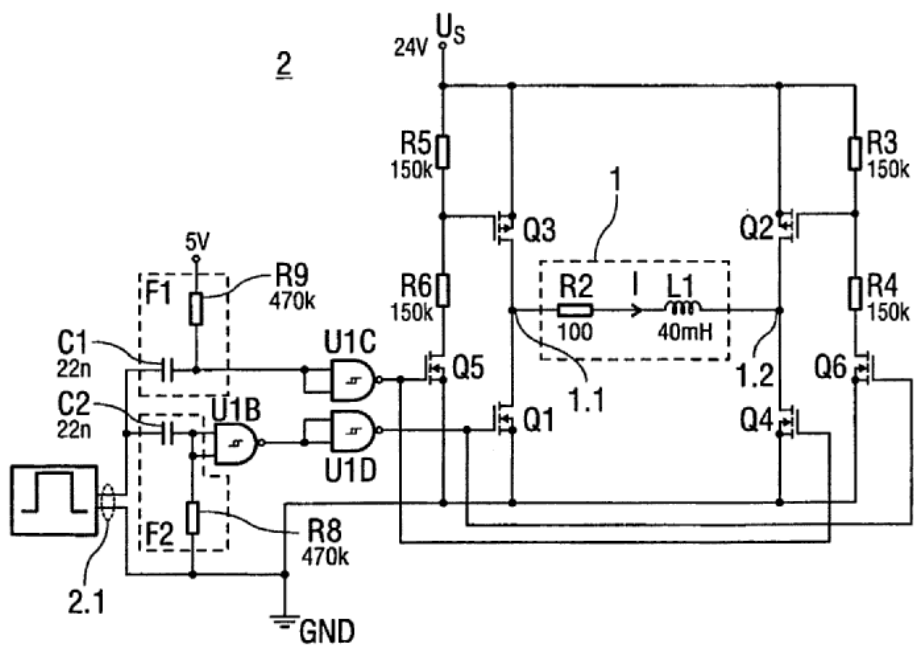 U_S
24V
2
R5
150k
R3
150k
1
Q3
Q2
5V
F1
R9
470k
R6
150k
R2
I
L1
100
40mH
R4
150k
C1
22n
U1C
Q5
1.1
1.2
Q6
C2
22n
U1B
Q1
Q4
U1D
F2
R8
470k
2.1
GND